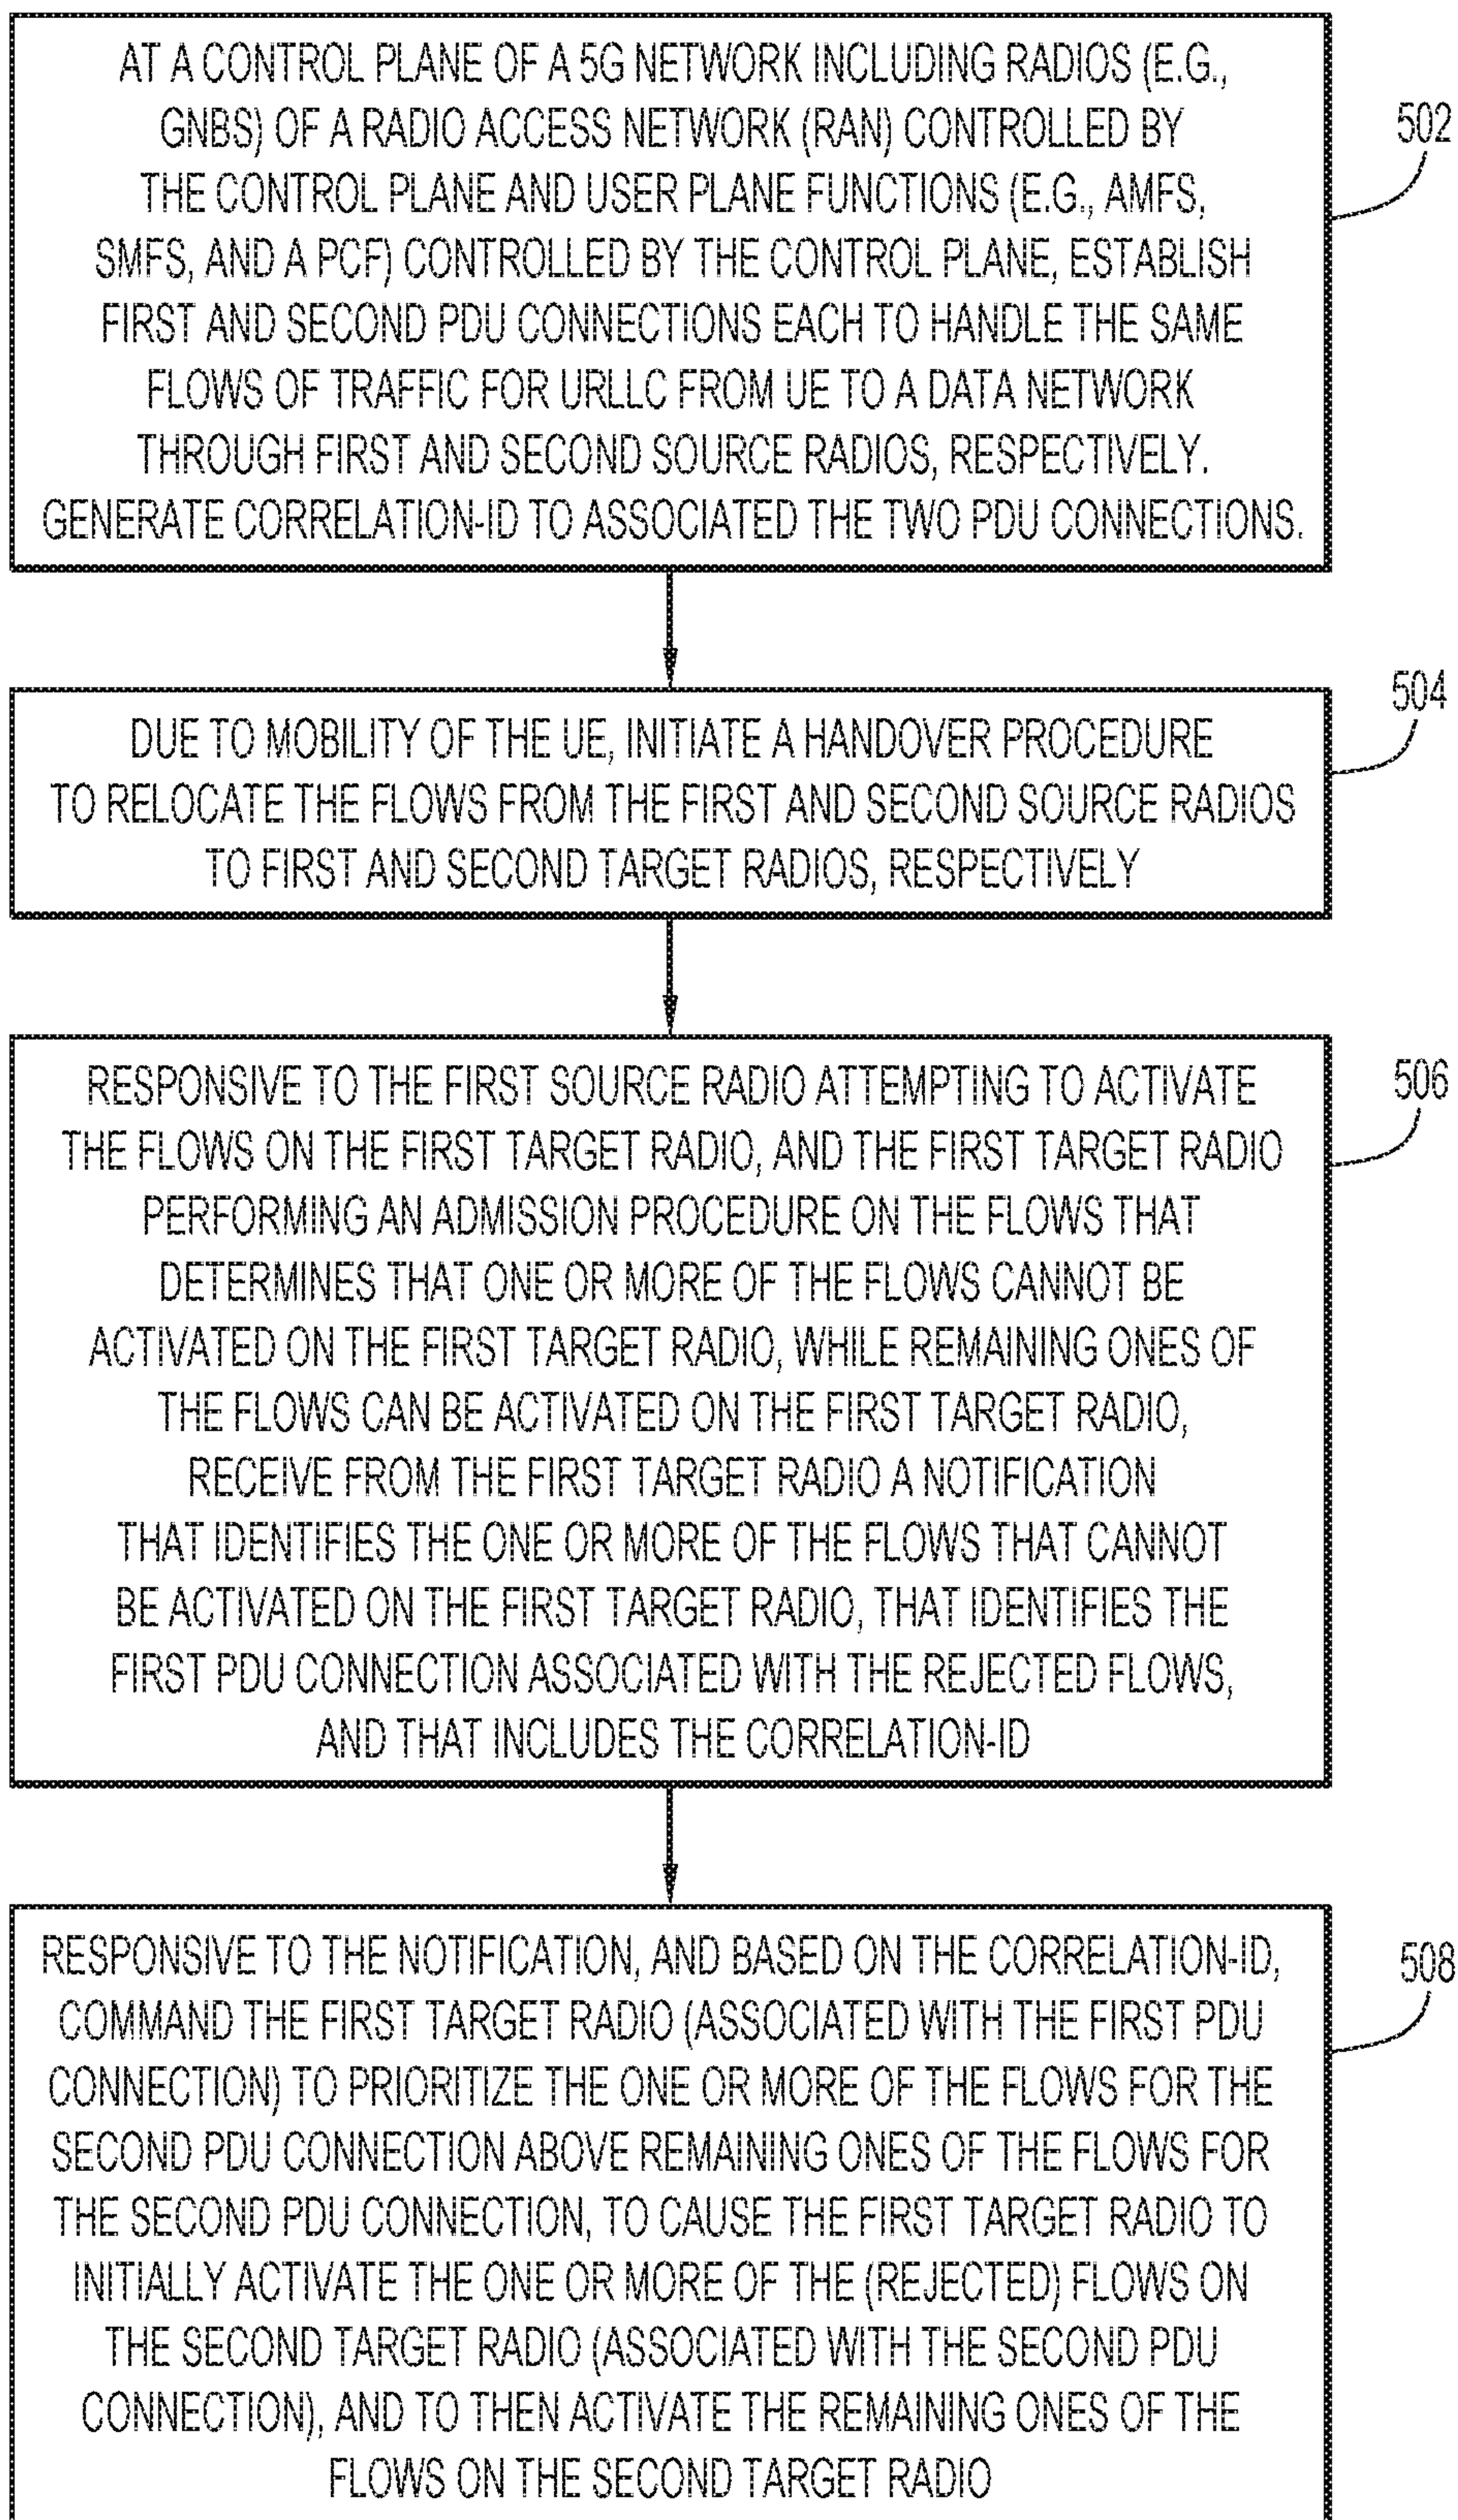 AT A CONTROL PLANE OF A 5G NETWORK INCLUDING RADIOS (E.G.,
GNBS) OF A RADIO ACCESS NETWORK (RAN) CONTROLLED BY
THE CONTROL PLANE AND USER PLANE FUNCTIONS (E.G., AMFS,
SMFS, AND A PCF) CONTROLLED BY THE CONTROL PLANE, ESTABLISH
FIRST AND SECOND PDU CONNECTIONS EACH TO HANDLE THE SAME
FLOWS OF TRAFFIC FOR URLLC FROM UE TO A DATA NETWORK
THROUGH FIRST AND SECOND SOURCE RADIOS, RESPECTIVELY.
GENERATE CORRELATION-ID TO ASSOCIATED THE TWO PDU CONNECTIONS.
502
DUE TO MOBILITY OF THE UE, INITIATE A HANDOVER PROCEDURE
TO RELOCATE THE FLOWS FROM THE FIRST AND SECOND SOURCE RADIOS
TO FIRST AND SECOND TARGET RADIOS, RESPECTIVELY
504
RESPONSIVE TO THE FIRST SOURCE RADIO ATTEMPTING TO ACTIVATE
THE FLOWS ON THE FIRST TARGET RADIO, AND THE FIRST TARGET RADIO
PERFORMING AN ADMISSION PROCEDURE ON THE FLOWS THAT
DETERMINES THAT ONE OR MORE OF THE FLOWS CANNOT BE
ACTIVATED ON THE FIRST TARGET RADIO, WHILE REMAINING ONES OF
THE FLOWS CAN BE ACTIVATED ON THE FIRST TARGET RADIO,
RECEIVE FROM THE FIRST TARGET RADIO A NOTIFICATION
THAT IDENTIFIES THE ONE OR MORE OF THE FLOWS THAT CANNOT
BE ACTIVATED ON THE FIRST TARGET RADIO, THAT IDENTIFIES THE
FIRST PDU CONNECTION ASSOCIATED WITH THE REJECTED FLOWS,
AND THAT INCLUDES THE CORRELATION-ID
506
RESPONSIVE TO THE NOTIFICATION, AND BASED ON THE CORRELATION-ID,
COMMAND THE FIRST TARGET RADIO (ASSOCIATED WITH THE FIRST PDU
CONNECTION) TO PRIORITIZE THE ONE OR MORE OF THE FLOWS FOR THE
SECOND PDU CONNECTION ABOVE REMAINING ONES OF THE FLOWS FOR
THE SECOND PDU CONNECTION, TO CAUSE THE FIRST TARGET RADIO TO
INITIALLY ACTIVATE THE ONE OR MORE OF THE (REJECTED) FLOWS ON
THE SECOND TARGET RADIO (ASSOCIATED WITH THE SECOND PDU
CONNECTION), AND TO THEN ACTIVATE THE REMAINING ONES OF THE
FLOWS ON THE SECOND TARGET RADIO
508